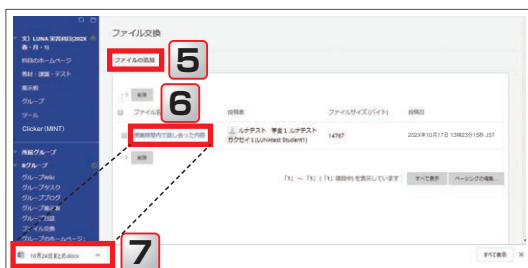 文) LUNA 実習科目(202X
春・月・1)
科目のホームページ
教材・課題・テスト
掲示板
グループ
ツール
Clicker (MINT)
所属グループ
#グループ
グループWiki
グループタスク
グループブログ
グループ掲示板
グループ日誌
ファイル交換
グループのホームページ
ファイル交換
ファイルの追加
5
削除
6
ファイル名
投稿者
ファイルサイズ(バイト)
投稿日
授業時間内で話し合った内容
ルナテスト 学生1 ルナテスト
ガクセイ1 (LUNAtest Student1)
14767
202X年10月17日 13時23分15秒 JST
削除
「1」 ～ 「1」 (「1」 項目中) を表示しています
すべて表示
ページングの編集...
7
10月24日まとめ.docx
すべて表示